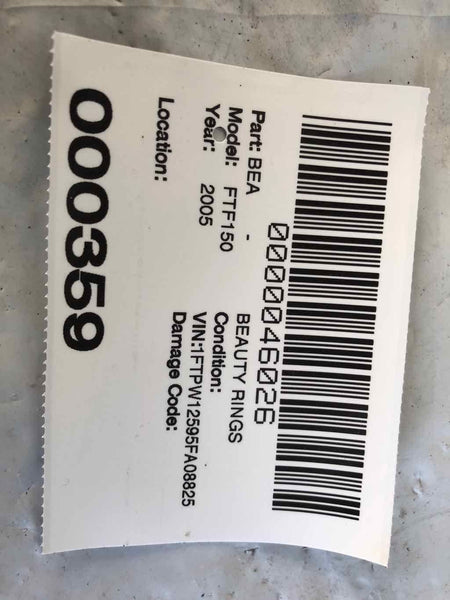 0000046026
Part: BEA - BEAUTY RINGS
Model: FTF150 Condition:
Year: 2005 VIN:1FTPW12595FA08825
Damage Code:
Location:
000359